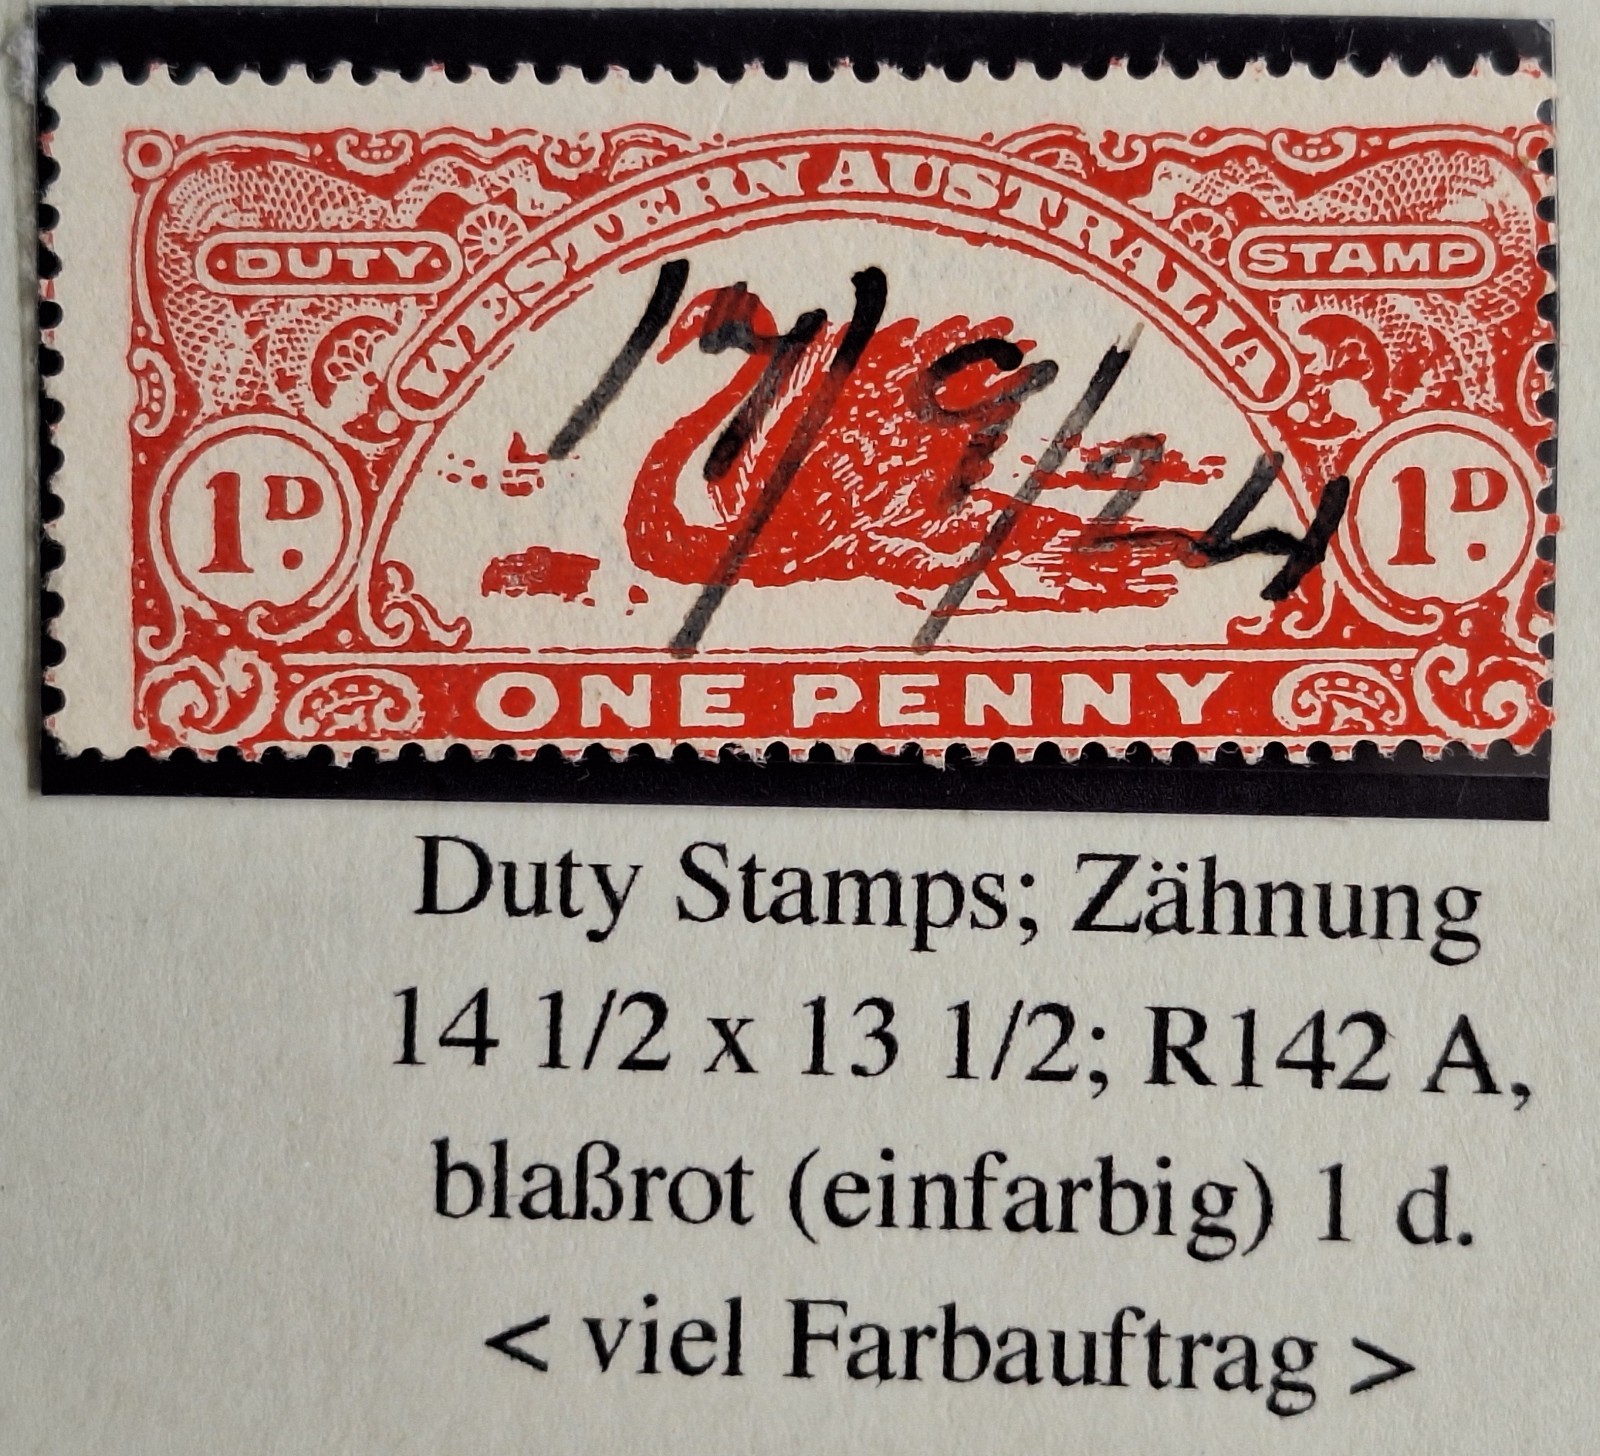 WESTERN AUSTRALIA
DUTY STAMP
17/9/24
1D. 1D.
ONE PENNY
Duty Stamps; Zähnung
14 1/2 x 13 1/2; R142 A,
blaßrot (einfarbig) 1 d.
< viel Farbauftrag >